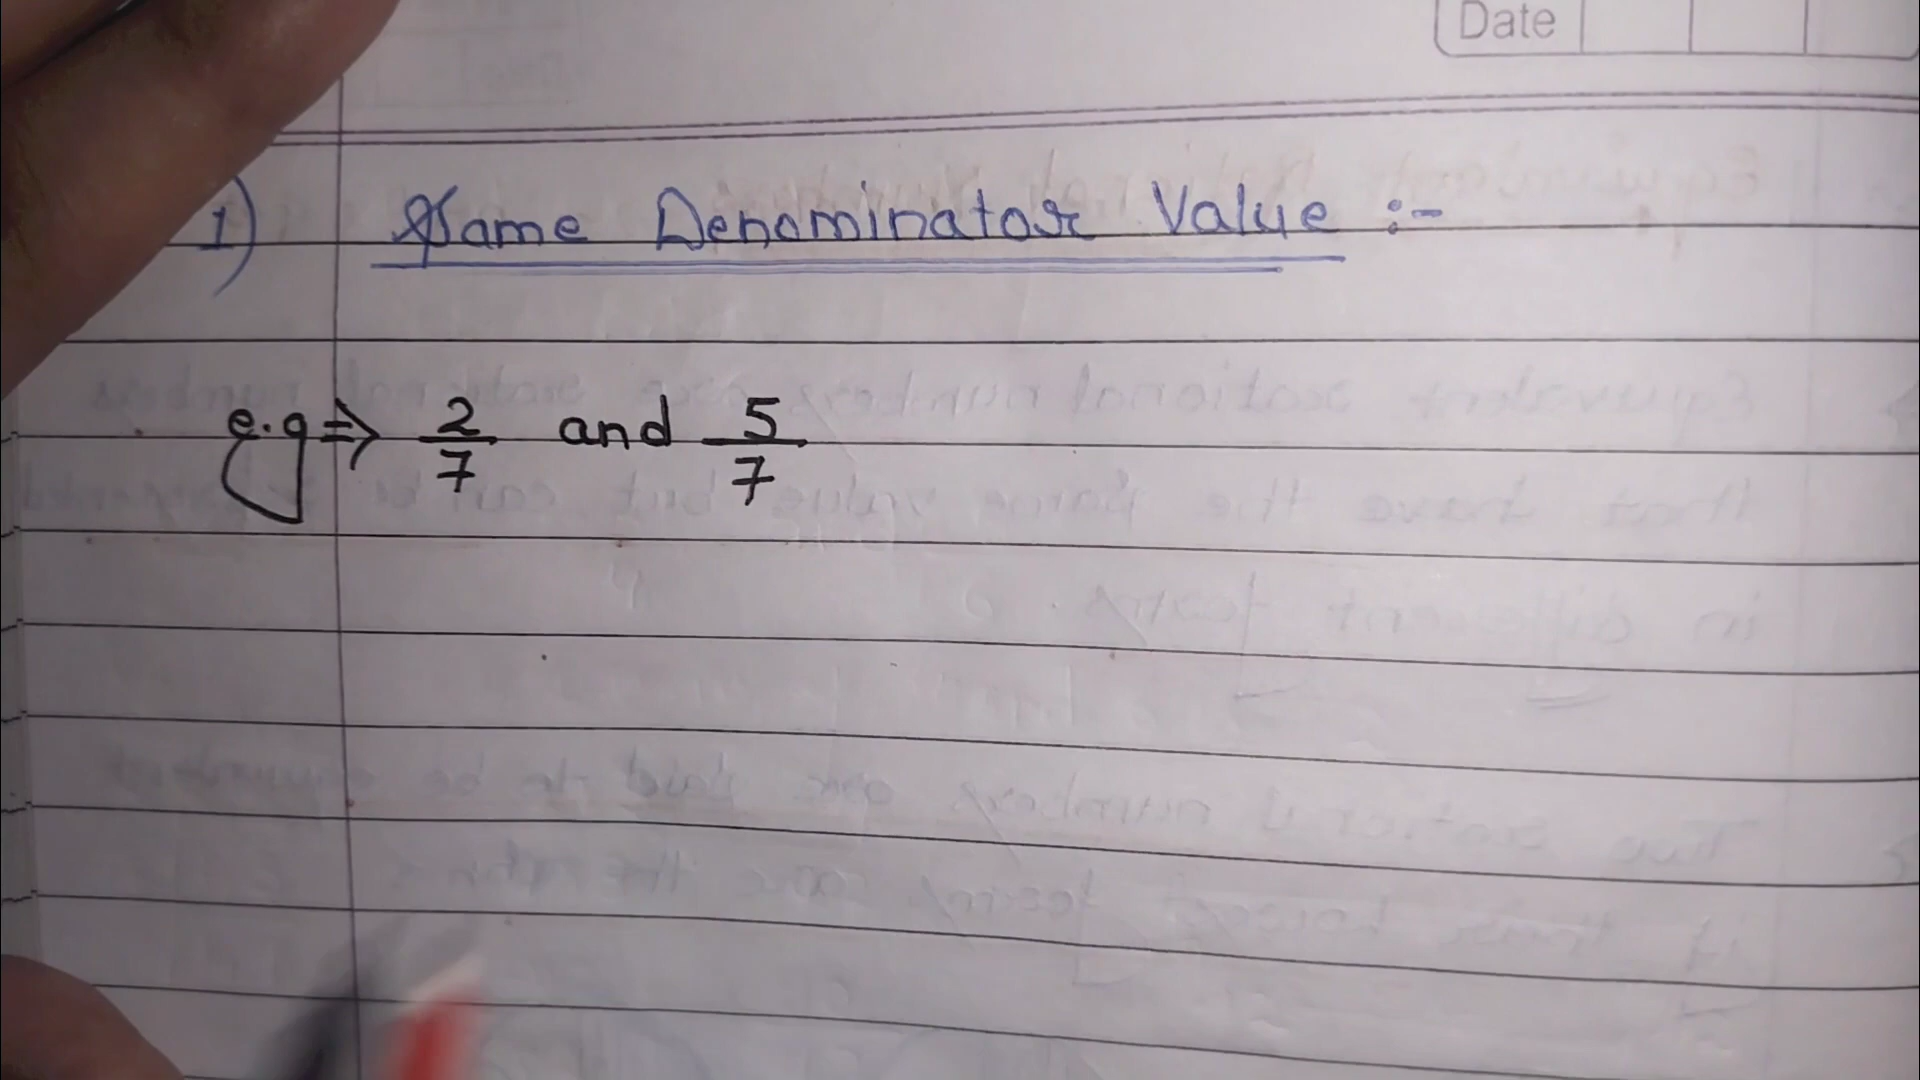 Date
1) Same Denominator Value :-
e.g => 2/7 and 5/7